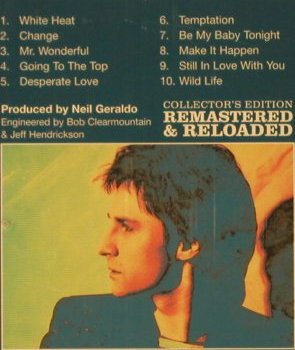 1. White Heat
2. Change
3. Mr. Wonderful
4. Going To The Top
5. Desperate Love
6. Temptation
7. Be My Baby Tonight
8. Make It Happen
9. Still In Love With You
10. Wild Life
Produced by Neil Geraldo
Engineered by Bob Clearmountain
& Jeff Hendrickson
COLLECTOR'S EDITION
REMASTERED
& RELOADED